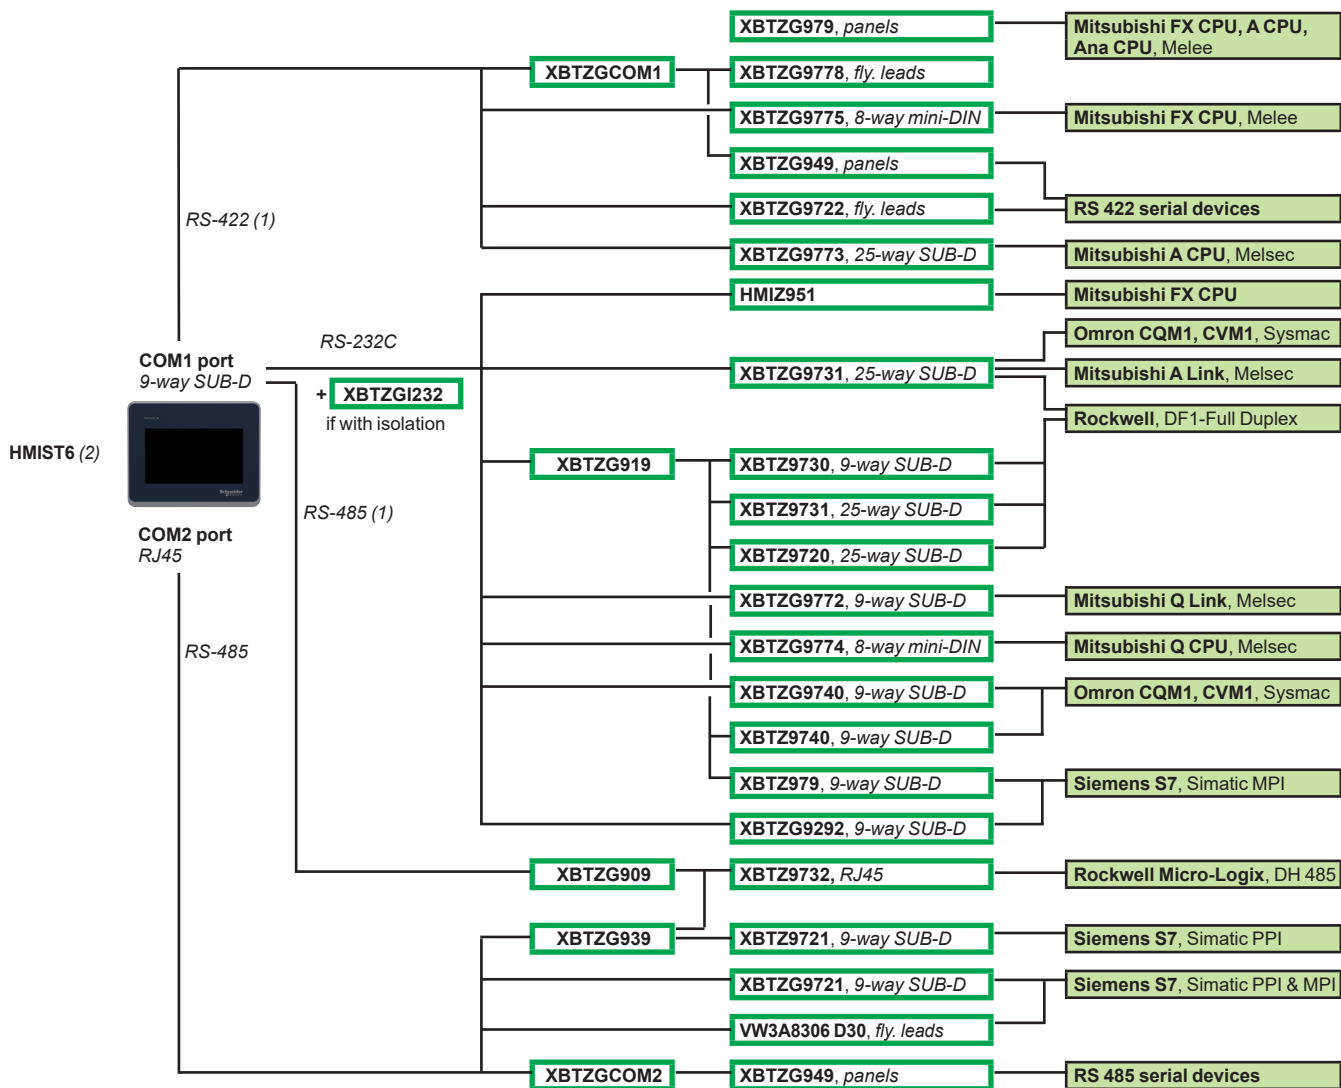 XBTZG979, panels
Mitsubishi FX CPU, A CPU,
Ana CPU, Melee
XBTZGCOM1
XBTZG9778, fly. leads
XBTZG9775, 8-way mini-DIN
Mitsubishi FX CPU, Melee
XBTZG949, panels
RS-422 (1)
XBTZG9722, fly. leads
RS 422 serial devices
XBTZG9773, 25-way SUB-D
Mitsubishi A CPU, Melsec
HMIZ951
Mitsubishi FX CPU
RS-232C
Omron CQM1, CVM1, Sysmac
COM1 port
9-way SUB-D
XBTZG9731, 25-way SUB-D
Mitsubishi A Link, Melsec
+ XBTZGI232
if with isolation
Rockwell, DF1-Full Duplex
HMIST6 (2)
Schneider
XBTZG919
XBTZ9730, 9-way SUB-D
RS-485 (1)
XBTZ9731, 25-way SUB-D
COM2 port
RJ45
XBTZ9720, 25-way SUB-D
XBTZG9772, 9-way SUB-D
Mitsubishi Q Link, Melsec
RS-485
XBTZG9774, 8-way mini-DIN
Mitsubishi Q CPU, Melsec
XBTZG9740, 9-way SUB-D
Omron CQM1, CVM1, Sysmac
XBTZ9740, 9-way SUB-D
XBTZ979, 9-way SUB-D
Siemens S7, Simatic MPI
XBTZG9292, 9-way SUB-D
XBTZG909
XBTZ9732, RJ45
Rockwell Micro-Logix, DH 485
XBTZG939
XBTZ9721, 9-way SUB-D
Siemens S7, Simatic PPI
XBTZG9721, 9-way SUB-D
Siemens S7, Simatic PPI & MPI
VW3A8306 D30, fly. leads
XBTZGCOM2
XBTZG949, panels
RS 485 serial devices